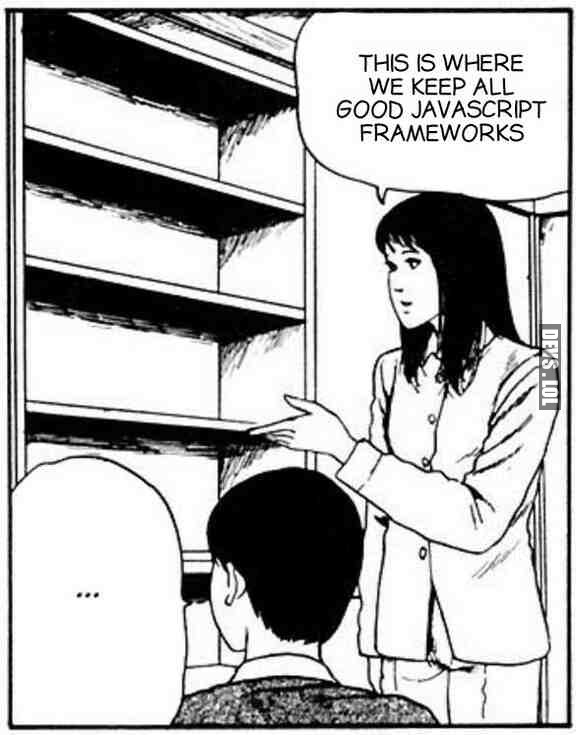 THIS IS WHERE
WE KEEP ALL
GOOD JAVASCRIPT
FRAMEWORKS
DEVS.LOL
...